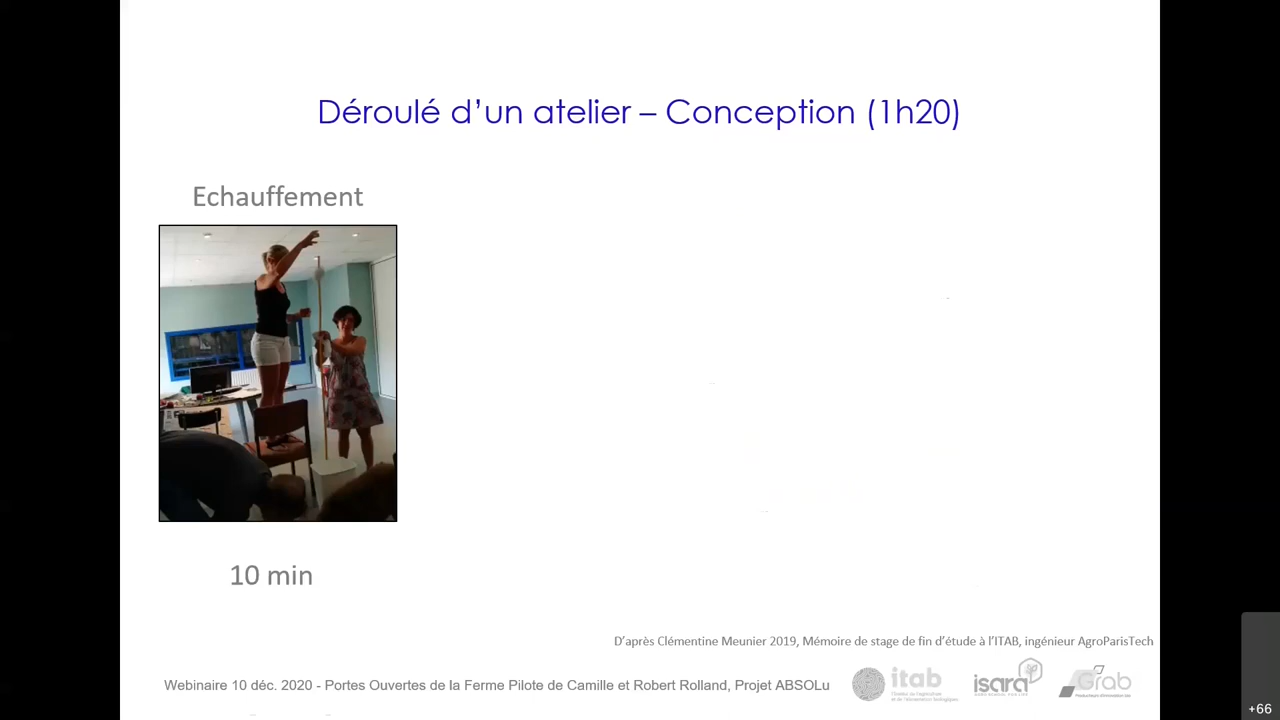 Déroulé d’un atelier – Conception (1h20)
Echauffement
10 min
D’après Clémentine Meunier 2019, Mémoire de stage de fin d’étude à l’ITAB, ingénieur AgroParisTech
Webinaire 10 déc. 2020 - Portes Ouvertes de la Ferme Pilote de Camille et Robert Rolland, Projet ABSOLu
itab
isara
Grab
+66